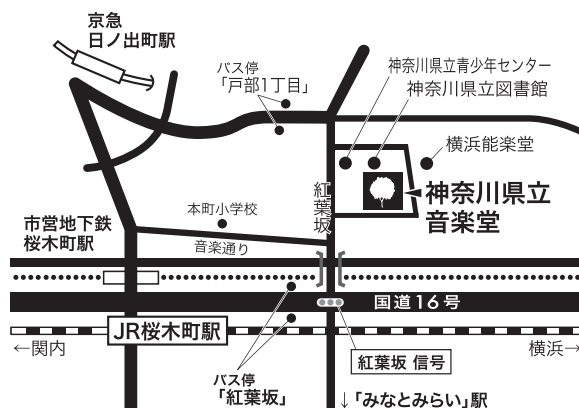 京急
日ノ出町駅
バス停
「戸部1丁目」
神奈川県立青少年センター
神奈川県立図書館
横浜能楽堂
神奈川県立
音楽堂
紅葉坂
本町小学校
音楽通り
市営地下鉄
桜木町駅
国道16号
JR桜木町駅
←関内
紅葉坂 信号
横浜→
バス停
「紅葉坂」
↓「みなとみらい」駅